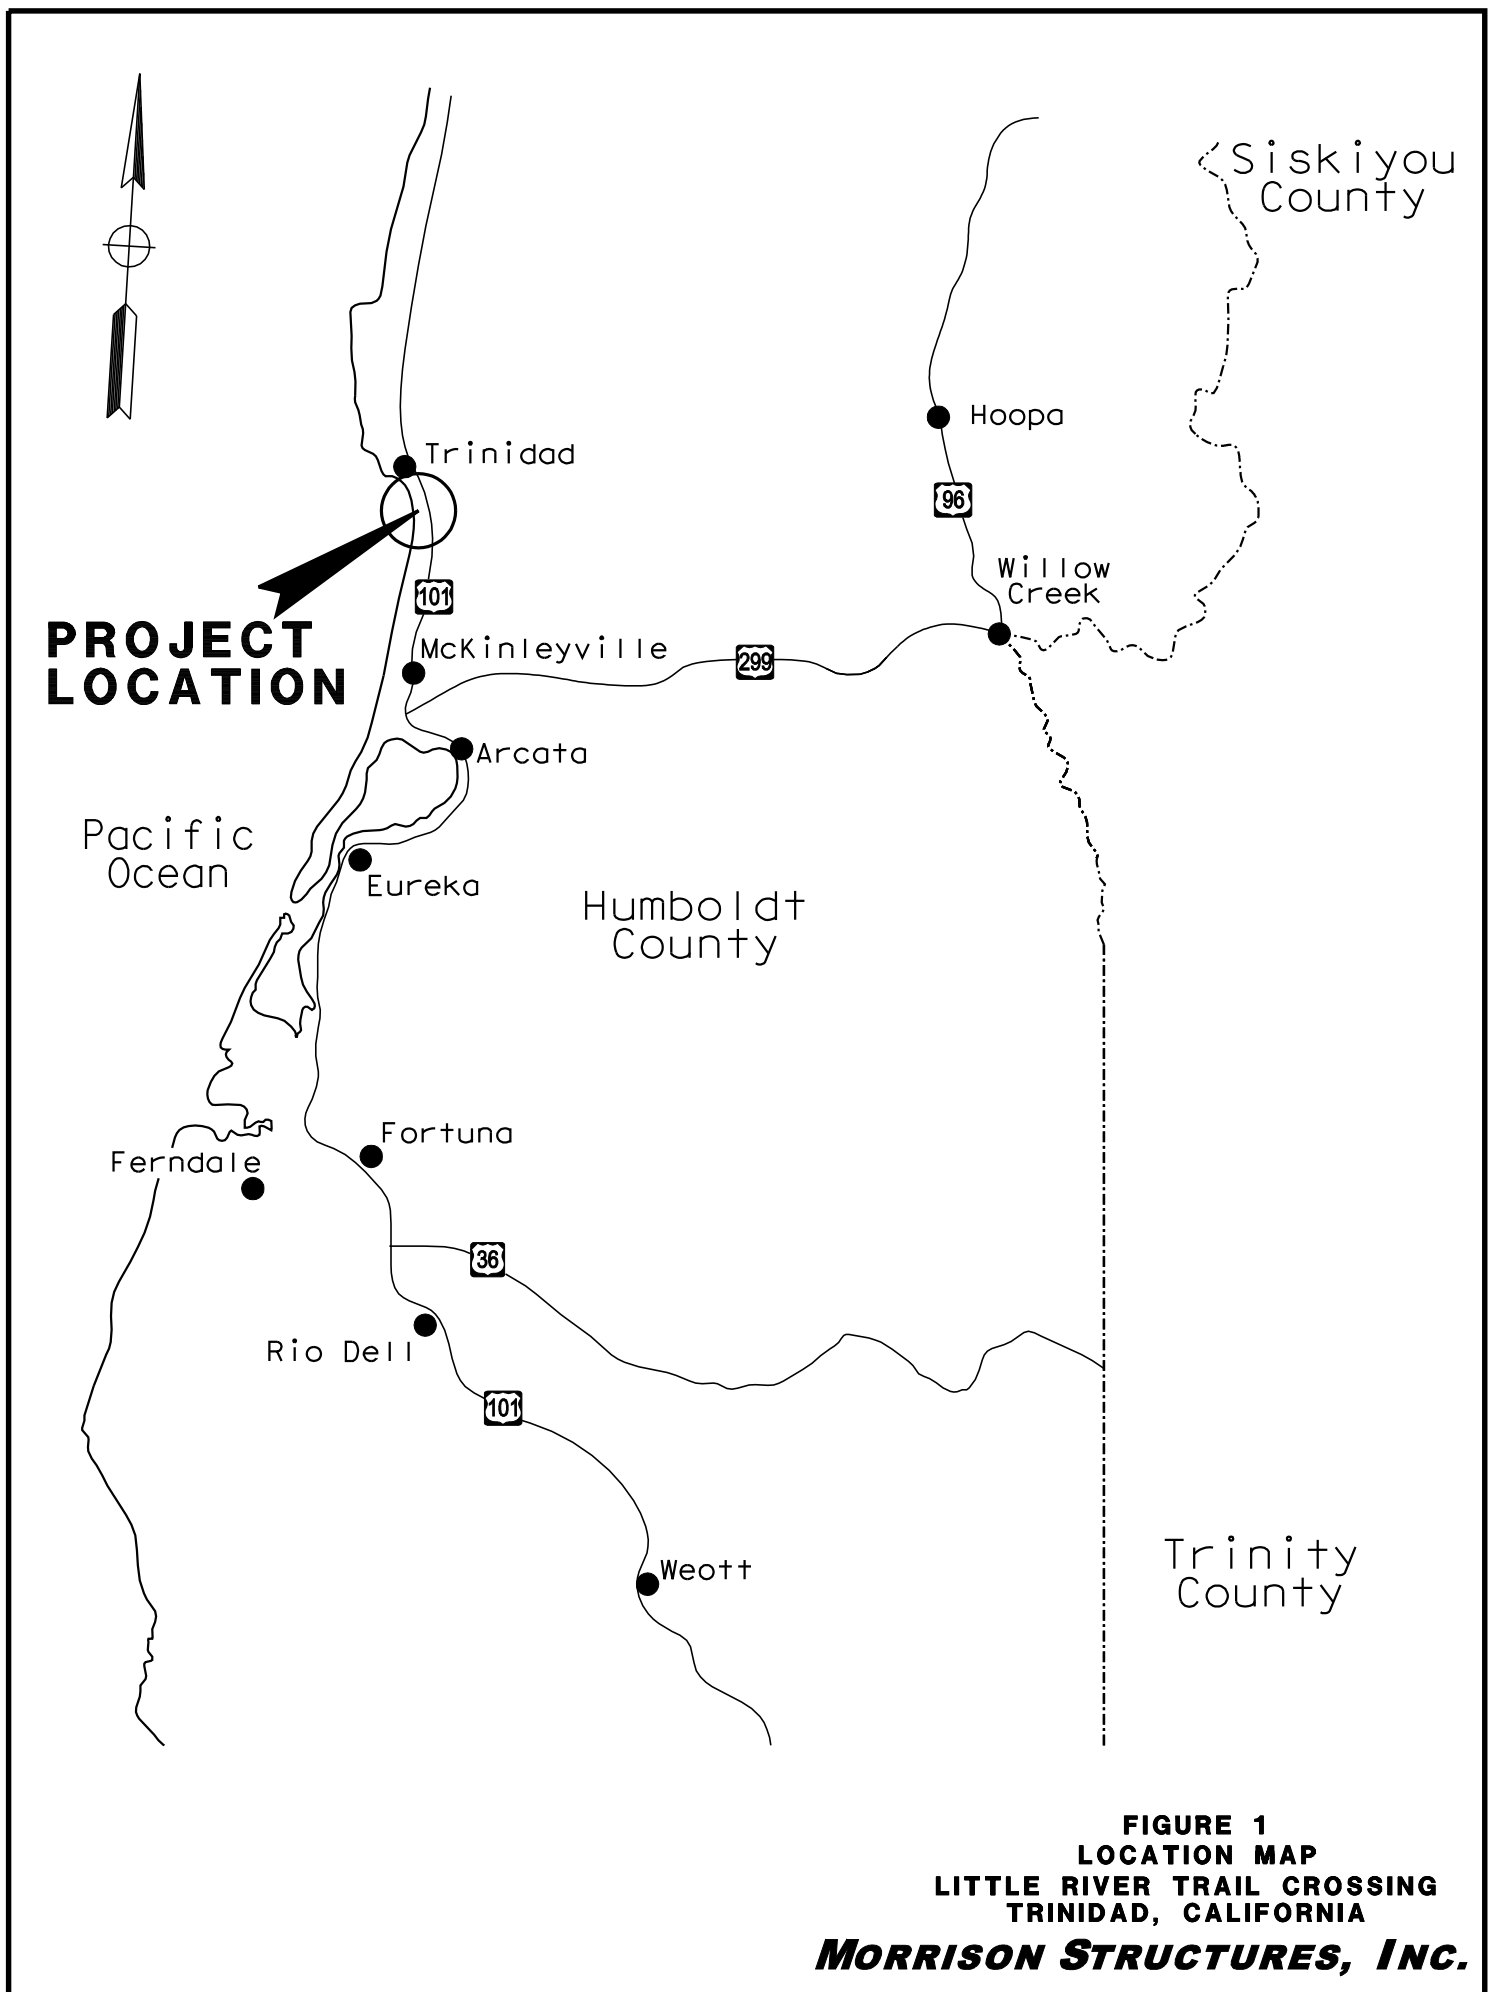 Siskiyou
County
Hoopa
Trinidad
96
Willow
Creek
101
PROJECT
LOCATION
McKinleyville
299
Arcata
Pacific
Ocean
Eureka
Humboldt
County
Fortuna
Ferndale
36
Rio Dell
101
Weott
Trinity
County
FIGURE 1
LOCATION MAP
LITTLE RIVER TRAIL CROSSING
TRINIDAD, CALIFORNIA
MORRISON STRUCTURES, INC.